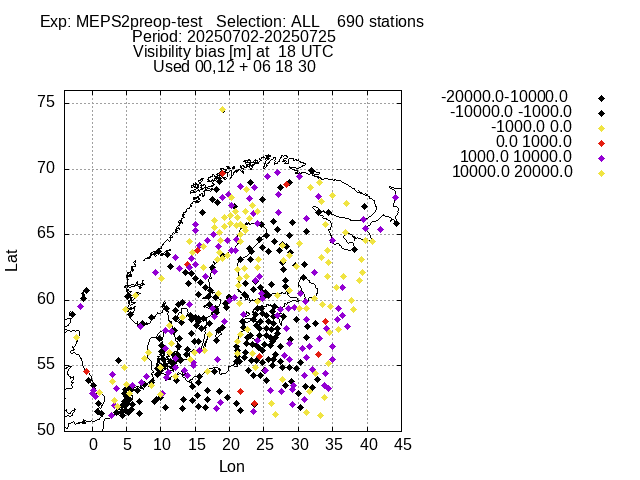 Exp: MEPS2preop-test   Selection: ALL    690 stations
Period: 20250702-20250725
Visibility bias [m] at  18 UTC
Used 00,12 + 06 18 30
-20000.0-10000.0
-10000.0 -1000.0
-1000.0 0.0
0.0 1000.0
1000.0 10000.0
10000.0 20000.0
75
70
65
60
55
50
Lat
0 5 10 15 20 25 30 35 40 45
Lon